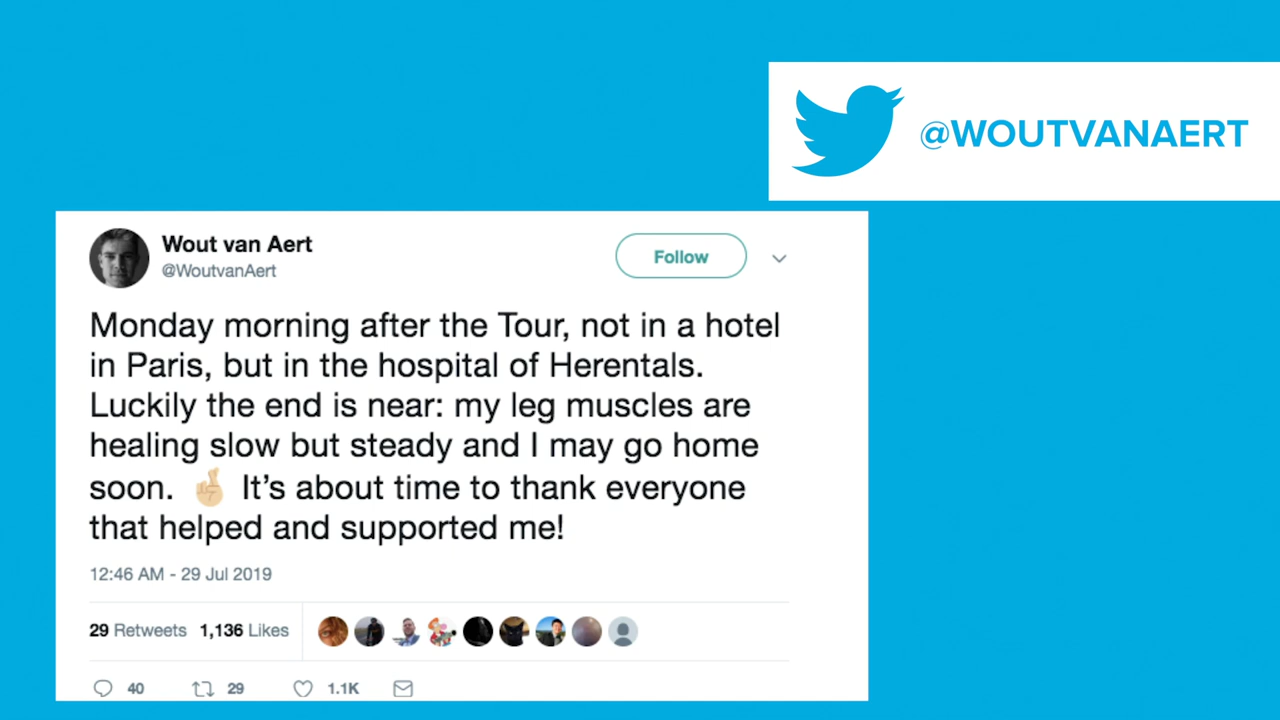 @WOUTVANAERT
Wout van Aert
@WoutvanAert
Follow
Monday morning after the Tour, not in a hotel
in Paris, but in the hospital of Herentals.
Luckily the end is near: my leg muscles are
healing slow but steady and I may go home
soon. 🤞🏼 It’s about time to thank everyone
that helped and supported me!
12:46 AM - 29 Jul 2019
29 Retweets 1,136 Likes
40 29 1.1K